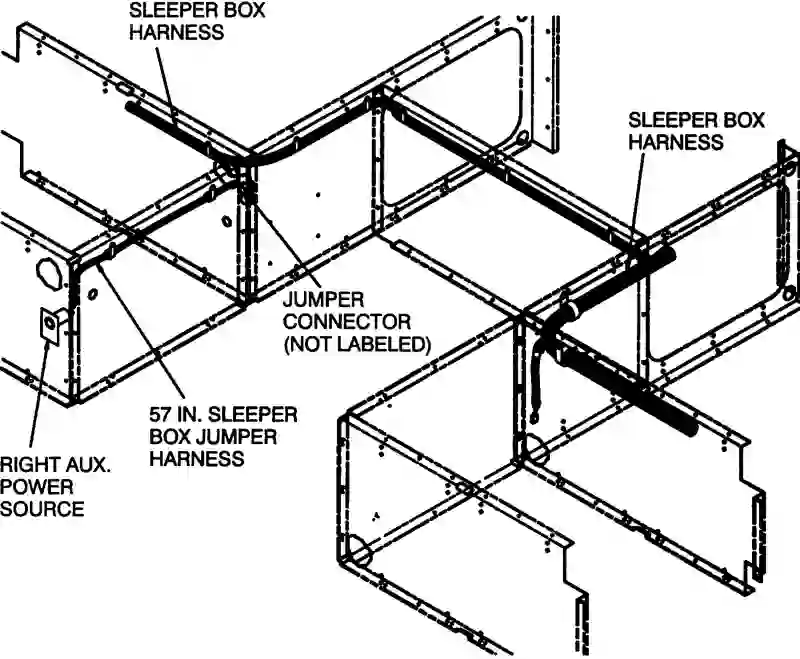 SLEEPER BOX
HARNESS
SLEEPER BOX
HARNESS
JUMPER
CONNECTOR
(NOT LABELED)
57 IN. SLEEPER
BOX JUMPER
HARNESS
RIGHT AUX.
POWER
SOURCE